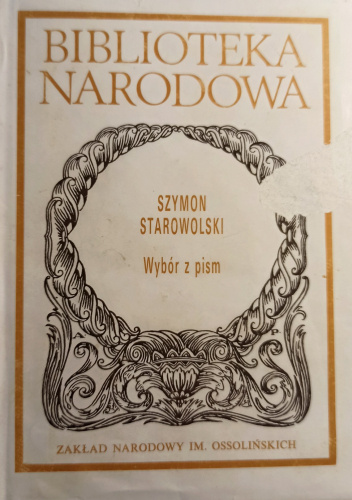 BIBLIOTEKA
NARODOWA
SZYMON
STAROWOLSKI
Wybór z pism
ZAKŁAD NARODOWY IM. OSSOLIŃSKICH